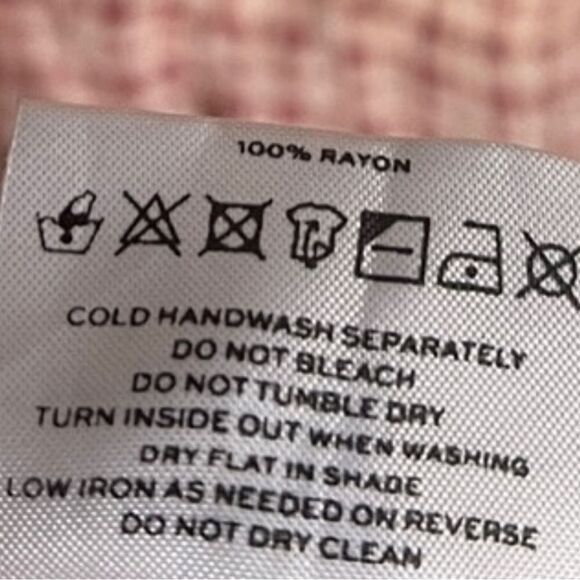 100% RAYON
COLD HANDWASH SEPARATELY
DO NOT BLEACH
DO NOT TUMBLE DRY
TURN INSIDE OUT WHEN WASHING
DRY FLAT IN SHADE
LOW IRON AS NEEDED ON REVERSE
DO NOT DRY CLEAN